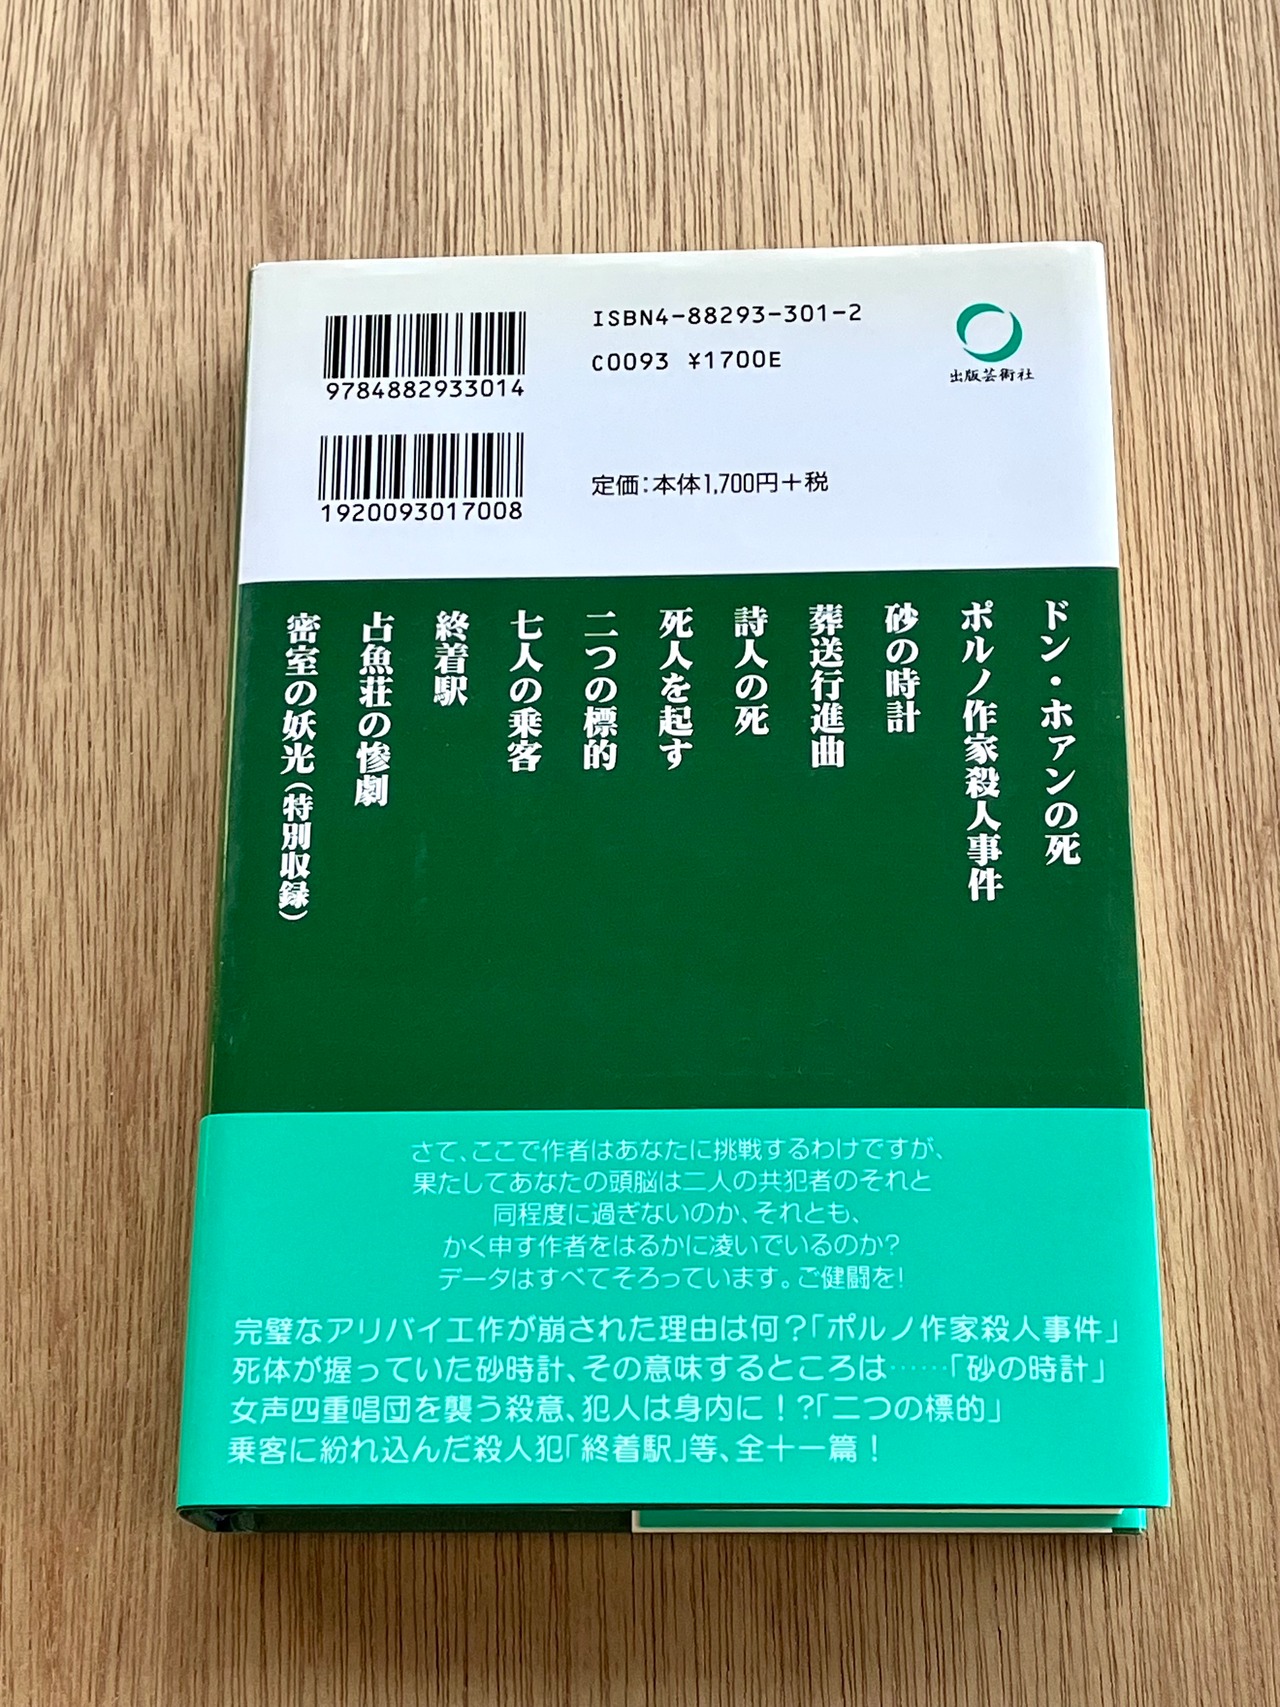 9784882933014
ISBN4-88293-301-2
C0093 ¥1700E
出版芸術社
1920093017008
定価:本体1,700円+税
ドン・ホァンの死
ポルノ作家殺人事件
砂の時計
葬送行進曲
詩人の死
死人を起す
二つの標的
七人の乗客
終着駅
占魚荘の惨劇
密室の妖光(特別収録)
さて、ここで作者はあなたに挑戦するわけですが、
果たしてあなたの頭脳は二人の共犯者のそれと
同程度に過ぎないのか、それとも、
かく申す作者をはるかに凌いでいるのか?
データはすべてそろっています。ご健闘を!
完璧なアリバイ工作が崩された理由は何?「ポルノ作家殺人事件」
死体が握っていた砂時計、その意味するところは……「砂の時計」
女声四重唱団を襲う殺意、犯人は身内に!?「二つの標的」
乗客に紛れ込んだ殺人犯「終着駅」等、全十一篇!